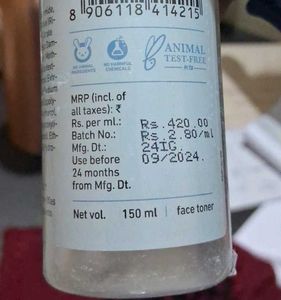 8 906118 414215
NO ANIMAL
INGREDIENTS
NO HARMFUL
CHEMICALS
ANIMAL
TEST-FREE
MRP (incl. of
all taxes): ₹
Rs. per ml.: Rs.420.00
Batch No.: Rs.2.80/ml
Mfg. Dt.: 24IG.
Use before 09/2024.
24 months
from Mfg. Dt.
Net vol. 150 ml | face toner